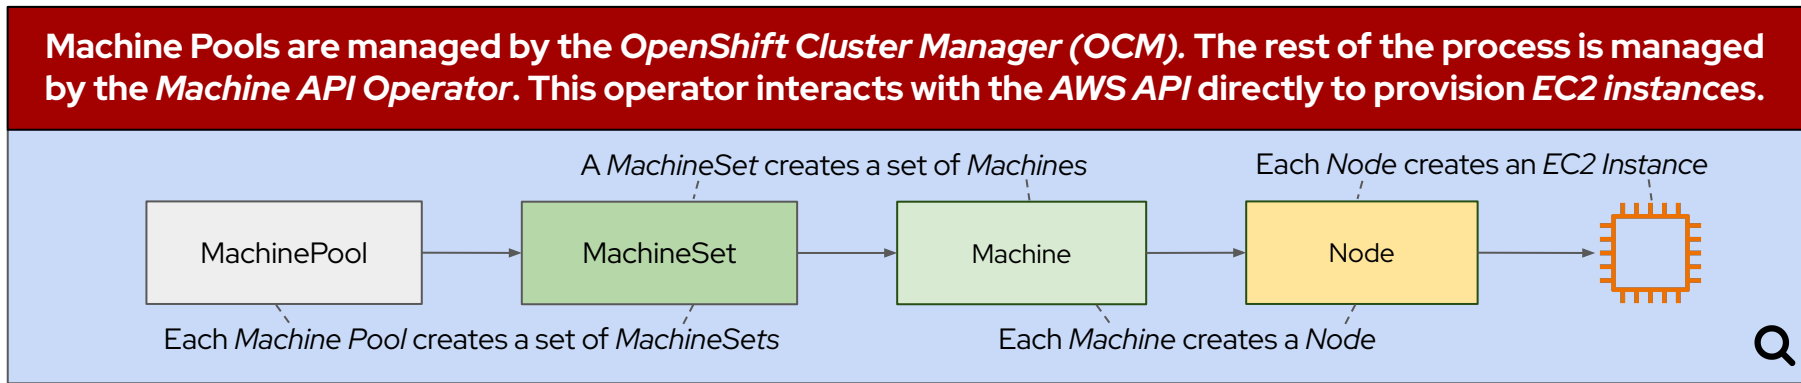 Machine Pools are managed by the OpenShift Cluster Manager (OCM). The rest of the process is managed
by the Machine API Operator. This operator interacts with the AWS API directly to provision EC2 instances.
A MachineSet creates a set of Machines
Each Node creates an EC2 Instance
MachinePool
MachineSet
Machine
Node
Each Machine Pool creates a set of MachineSets
Each Machine creates a Node